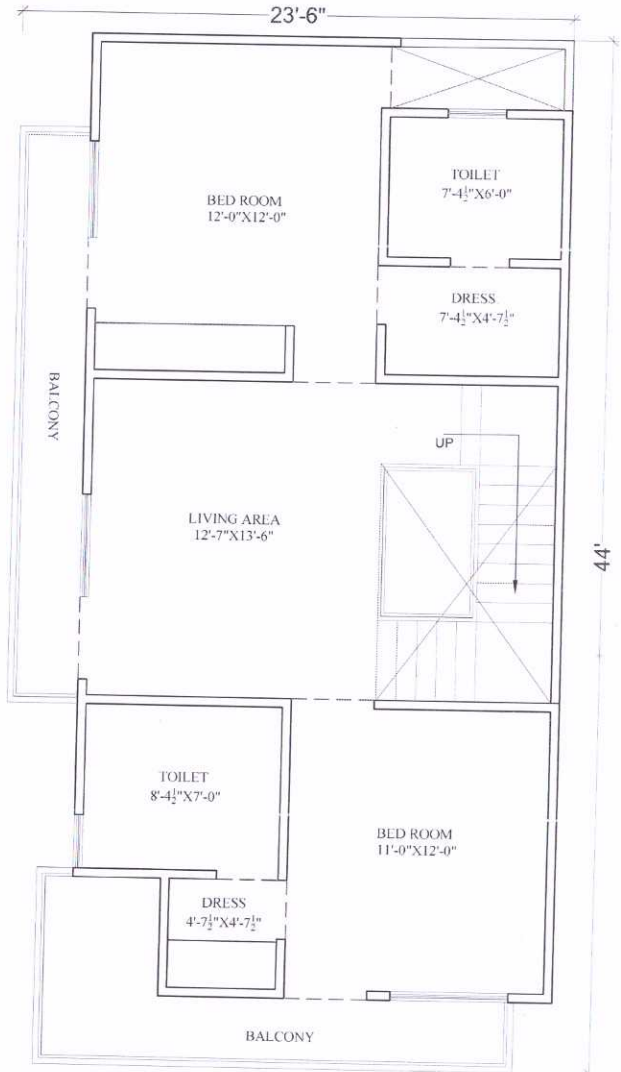 23'-6"
TOILET
7'-4½"X6'-0"
BED ROOM
12'-0"X12'-0"
DRESS
7'-4½"X4'-7½"
BALCONY
UP
LIVING AREA
12'-7"X13'-6"
44'
TOILET
8'-4½"X7'-0"
BED ROOM
11'-0"X12'-0"
DRESS
4'-7½"X4'-7½"
BALCONY